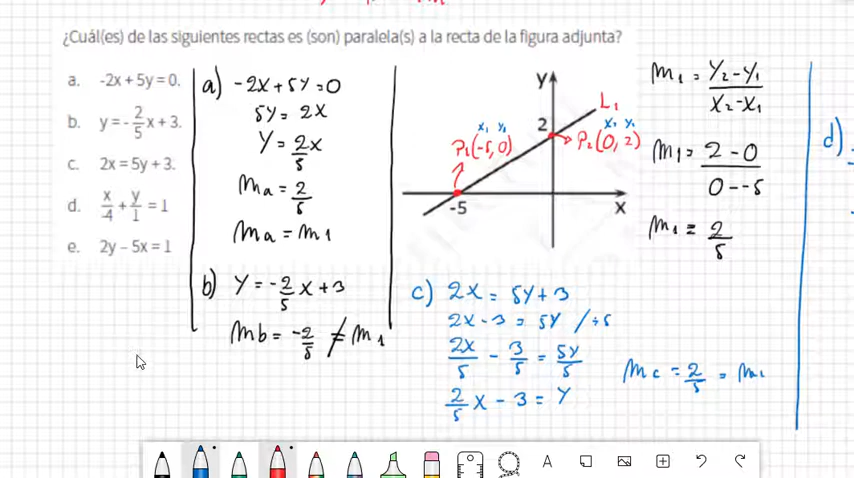 ¿Cuál(es) de las siguientes rectas es (son) paralela(s) a la recta de la figura adjunta?
a. -2x + 5y = 0.
b. y = -2/5 x + 3.
c. 2x = 5y + 3.
d. x/4 + y/1 = 1
e. 2y – 5x = 1
a) -2x + 5y = 0
5y = 2x
y = 2x/5
ma = 2/5
ma = m1
b) y = -2/5 x + 3
mb = -2/5 ≠ m1
Y
L1
2
x1 y1
P1(-5, 0)
x2 y2
P2(0, 2)
-5
X
m1 = y2 - y1 / x2 - x1
m1 = 2 - 0 / 0 - -5
m1 = 2/5
c) 2x = 5y + 3
2x - 3 = 5y /÷5
2x/5 - 3/5 = 5y/5
2/5 x - 3 = y
mc = 2/5 = m1
d)
A